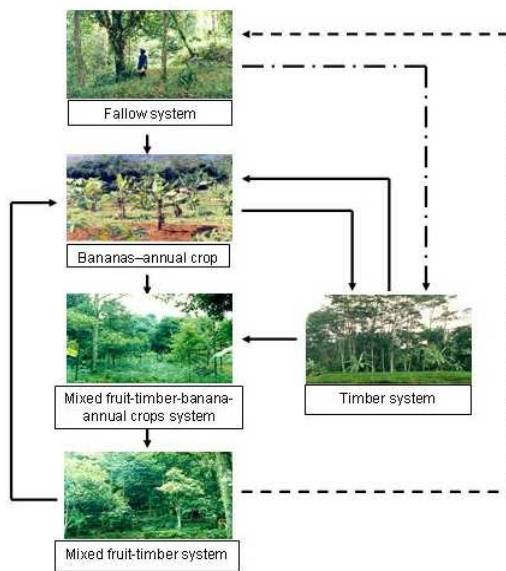 Fallow system
Bananas–annual crop
Mixed fruit-timber-banana-
annual crops system
Timber system
Mixed fruit-timber system